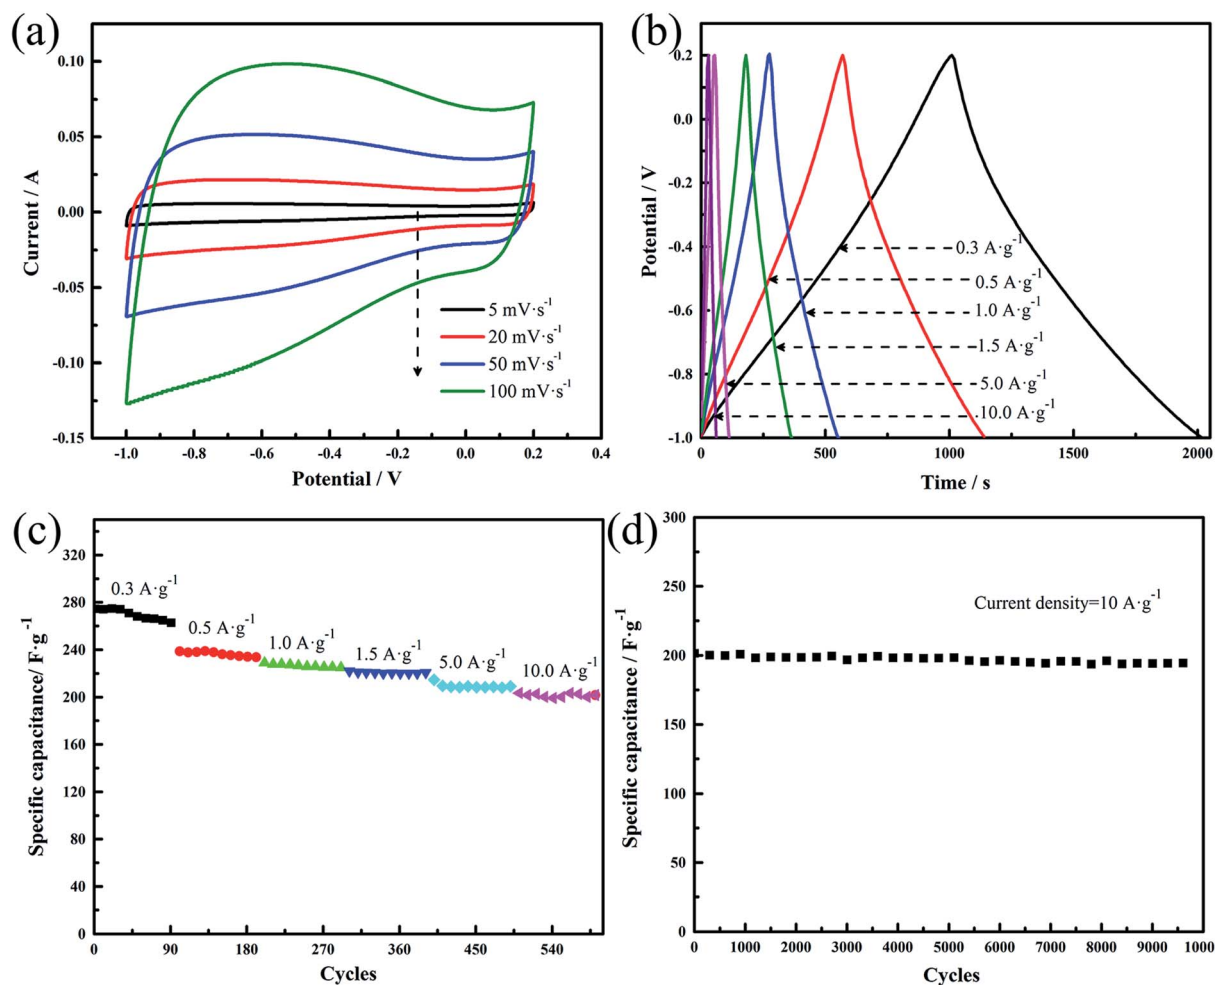 (a)
0.10
0.05
0.00
-0.05
-0.10
-0.15
Current / A
5 mV·s⁻¹
20 mV·s⁻¹
50 mV·s⁻¹
100 mV·s⁻¹
-1.0 -0.8 -0.6 -0.4 -0.2 0.0 0.2 0.4
Potential / V
(b)
0.2
0.0
-0.2
-0.4
-0.6
-0.8
-1.0
Potential / V
0.3 A·g⁻¹
0.5 A·g⁻¹
1.0 A·g⁻¹
1.5 A·g⁻¹
5.0 A·g⁻¹
10.0 A·g⁻¹
0 500 1000 1500 2000
Time / s
(c)
320
280
240
200
160
120
80
40
0
Specific capacitance/ F·g⁻¹
0.3 A·g⁻¹
0.5 A·g⁻¹
1.0 A·g⁻¹
1.5 A·g⁻¹
5.0 A·g⁻¹
10.0 A·g⁻¹
0 90 180 270 360 450 540
Cycles
(d)
300
250
200
150
100
50
0
Specific capacitance / F·g⁻¹
Current density=10 A·g⁻¹
0 1000 2000 3000 4000 5000 6000 7000 8000 9000 10000
Cycles